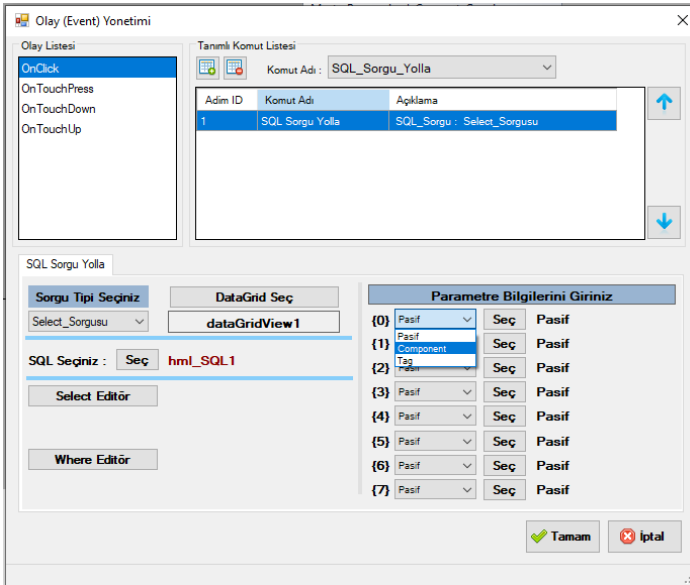 Olay (Event) Yonetimi
Olay Listesi
OnClick
OnTouchPress
OnTouchDown
OnTouchUp
Tanımlı Komut Listesi
Komut Adı : SQL_Sorgu_Yolla
Adim ID Komut Adı Açıklama
1 SQL Sorgu Yolla SQL_Sorgu : Select_Sorgusu
SQL Sorgu Yolla
Sorgu Tipi Seçiniz DataGrid Seç
Select_Sorgusu dataGridView1
SQL Seçiniz : Seç hml_SQL1
Select Editör
Where Editör
Parametre Bilgilerini Giriniz
{0} Pasif Seç Pasif
Pasif
Component
Tag
{1} Seç Pasif
{2} Pasif Seç Pasif
{3} Pasif Seç Pasif
{4} Pasif Seç Pasif
{5} Pasif Seç Pasif
{6} Pasif Seç Pasif
{7} Pasif Seç Pasif
Tamam İptal